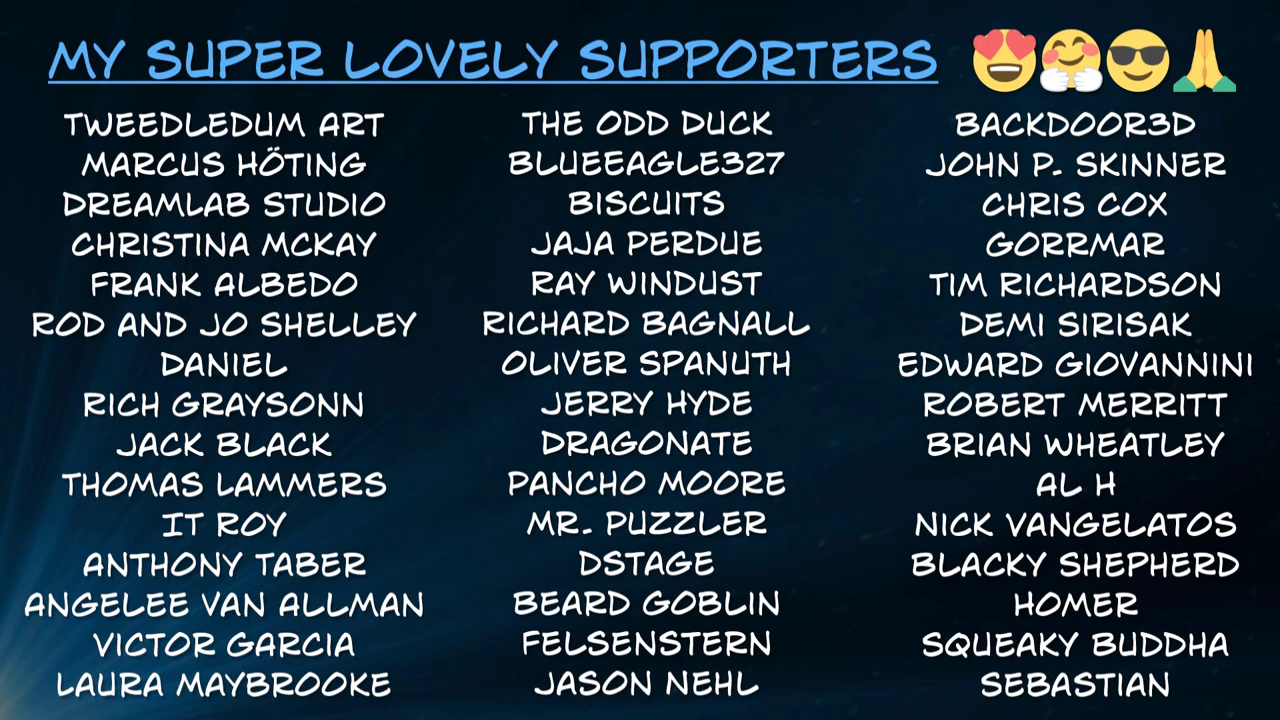 MY SUPER LOVELY SUPPORTERS 😍🤗😎🙏
TWEEDLEDUM ART
MARCUS HÖTING
DREAMLAB STUDIO
CHRISTINA MCKAY
FRANK ALBEDO
ROD AND JO SHELLEY
DANIEL
RICH GRAYSONN
JACK BLACK
THOMAS LAMMERS
IT ROY
ANTHONY TABER
ANGELEE VAN ALLMAN
VICTOR GARCIA
LAURA MAYBROOKE
THE ODD DUCK
BLUEEAGLE327
BISCUITS
JAJA PERDUE
RAY WINDUST
RICHARD BAGNALL
OLIVER SPANUTH
JERRY HYDE
DRAGONATE
PANCHO MOORE
MR. PUZZLER
DSTAGE
BEARD GOBLIN
FELSENSTERN
JASON NEHL
BACKDOOR3D
JOHN P. SKINNER
CHRIS COX
GORRMAR
TIM RICHARDSON
DEMI SIRISAK
EDWARD GIOVANNINI
ROBERT MERRITT
BRIAN WHEATLEY
AL H
NICK VANGELATOS
BLACKY SHEPHERD
HOMER
SQUEAKY BUDDHA
SEBASTIAN